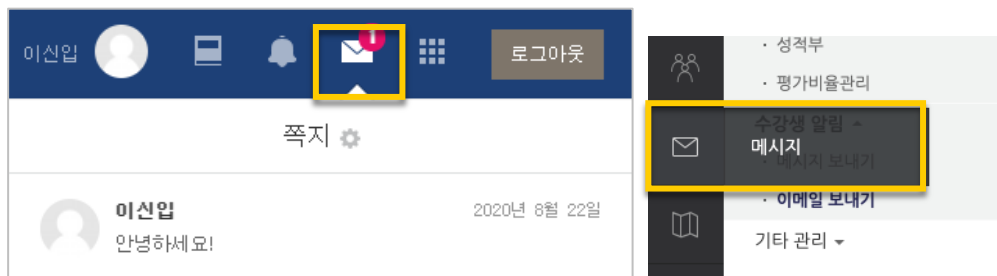 이신입
1
로그아웃
쪽지
이신입
2020년 8월 22일
안녕하세요!
· 성적부
· 평가비율관리
수강생 알림
메시지
· 메시지 보내기
· 이메일 보내기
기타 관리